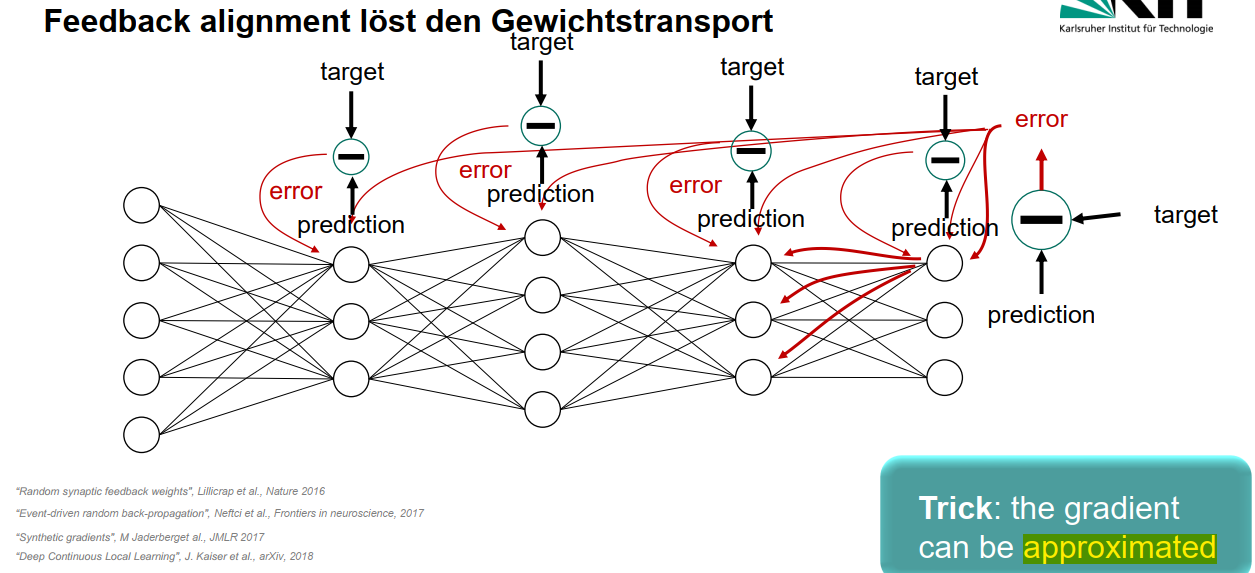 Feedback alignment löst den Gewichtstransport
KIT
Karlsruher Institut für Technologie
target
target
target
target
error
error
error
error
prediction
prediction
prediction
prediction
target
prediction
"Random synaptic feedback weights", Lillicrap et al., Nature 2016
"Event-driven random back-propagation", Neftci et al., Frontiers in neuroscience, 2017
"Synthetic gradients", M Jaderberget al., JMLR 2017
"Deep Continuous Local Learning", J. Kaiser et al., arXiv, 2018
Trick: the gradient
can be approximated